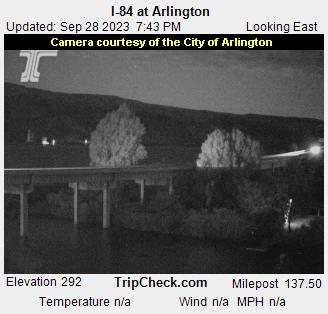 I-84 at Arlington
Updated: Sep 28 2023 7:43 PM Looking East
Camera courtesy of the City of Arlington
Elevation 292 TripCheck.com Milepost 137.50
Temperature n/a Wind n/a MPH n/a